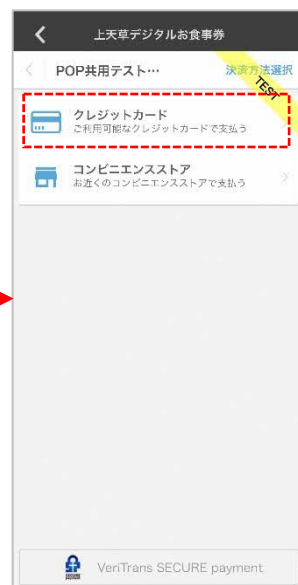 上天草デジタルお食事券
POP共用テスト…
決済方法選択
TEST
クレジットカード
ご利用可能なクレジットカードで支払う
コンビニエンスストア
お近くのコンビニエンスストアで支払う
VeriTrans SECURE payment